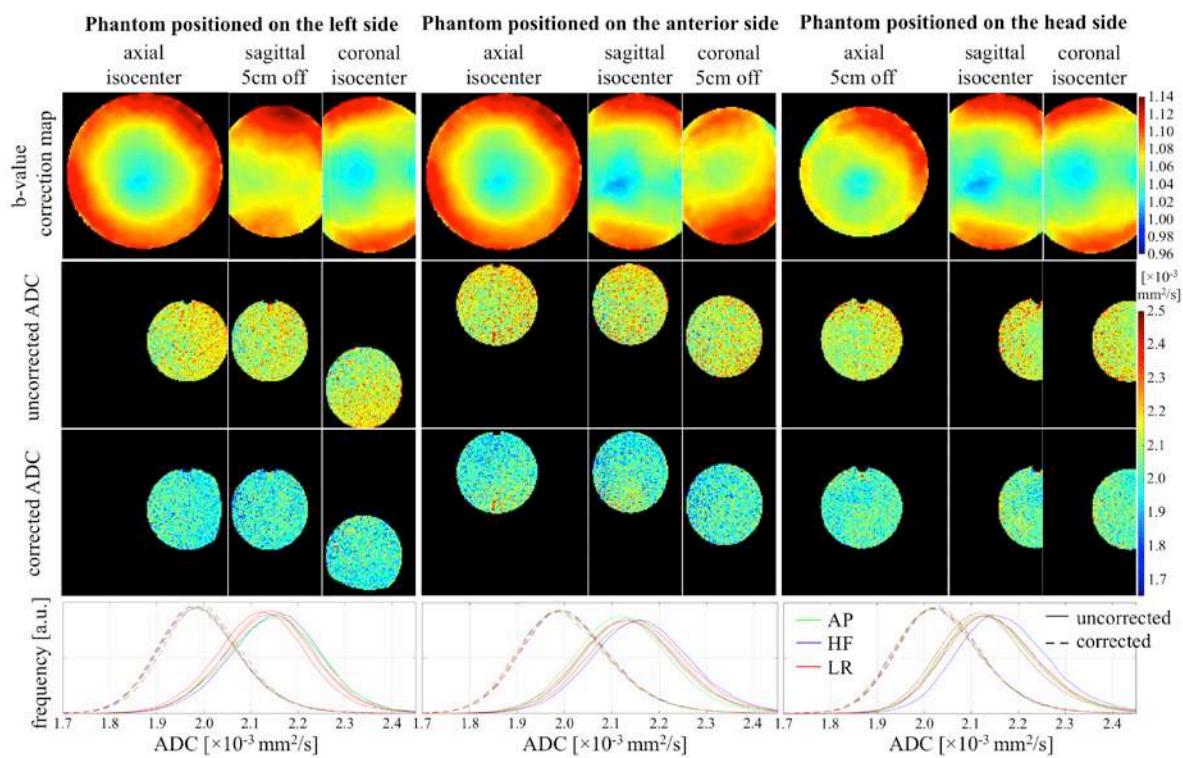 Phantom positioned on the left side
Phantom positioned on the anterior side
Phantom positioned on the head side
axial isocenter
sagittal 5cm off
coronal isocenter
axial isocenter
sagittal isocenter
coronal 5cm off
axial 5cm off
sagittal isocenter
coronal isocenter
b-value
correction map
1.14
1.12
1.10
1.08
1.06
1.04
1.02
1.00
0.98
0.96
uncorrected ADC
[×10⁻³
mm²/s]
2.5
2.4
2.3
2.2
2.1
2.0
1.9
1.8
1.7
corrected ADC
frequency [a.u.]
AP
HF
LR
uncorrected
corrected
1.7 1.8 1.9 2.0 2.1 2.2 2.3 2.4
1.7 1.8 1.9 2.0 2.1 2.2 2.3 2.4
1.7 1.8 1.9 2.0 2.1 2.2 2.3 2.4
ADC [×10⁻³ mm²/s]
ADC [×10⁻³ mm²/s]
ADC [×10⁻³ mm²/s]